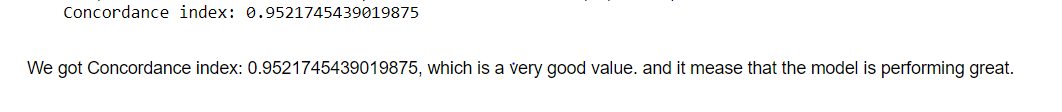 Concordance index: 0.9521745439019875
We got Concordance index: 0.9521745439019875, which is a very good value. and it mease that the model is performing great.